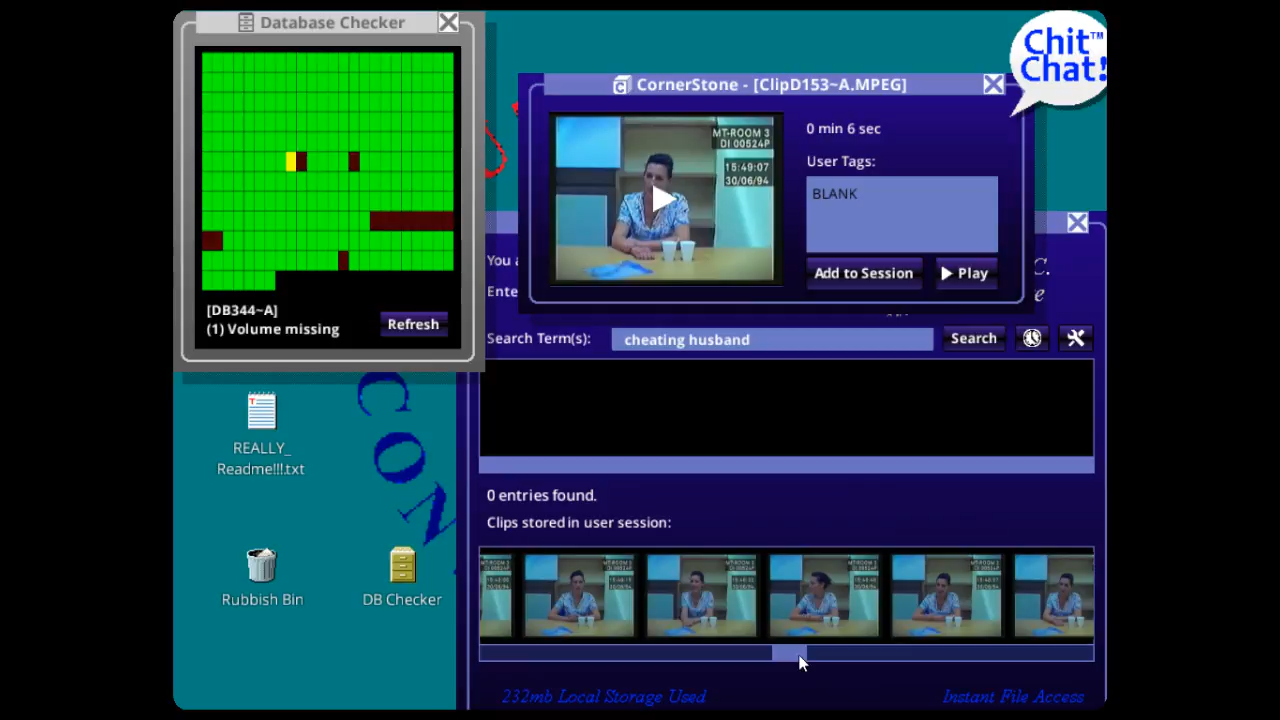 Database Checker
[DB344~A]
(1) Volume missing
Refresh
Chit™
Chat!
CornerStone - [ClipD153~A.MPEG]
MT-ROOM 3
DI 00524P
15:49:07
30/06/94
0 min 6 sec
User Tags:
BLANK
Add to Session
Play
You a
Ente
C.
e
Search Term(s):
cheating husband
Search
0 entries found.
Clips stored in user session:
REALLY_
Readme!!!.txt
Rubbish Bin
DB Checker
CON
232mb Local Storage Used
Instant File Access